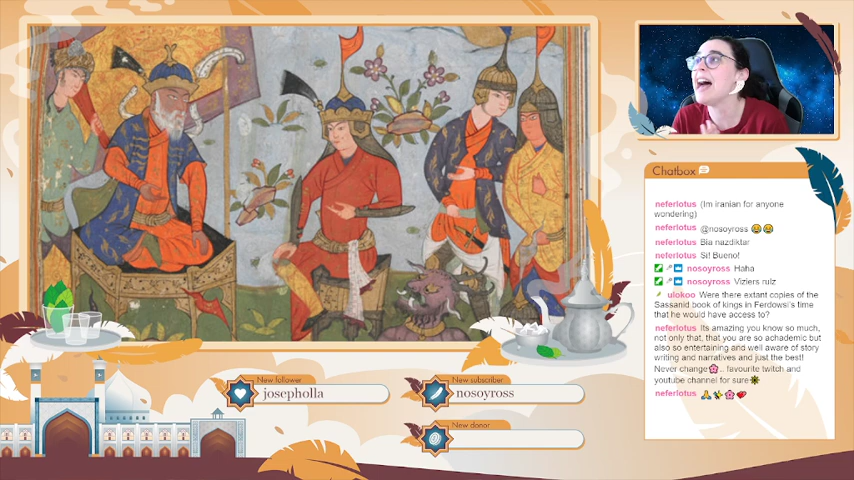 Chatbox
neferlotus (Im iranian for anyone
wondering)
neferlotus @nosoyross 😂😂
neferlotus Bia nazdiktar
neferlotus Si! Bueno!
nosoyross Haha
nosoyross Viziers rulz
ulokoo Were there extant copies of the
Sassanid book of kings in Ferdowsi's time
that he would have access to?
neferlotus Its amazing you know so much,
not only that, that you are so achademic but
also so entertaining and well aware of story
writing and narratives and just the best!
Never change🌸.. favourite twitch and
youtube channel for sure☀
neferlotus 🙏✨🌸💖
New follower
josepholla
New subscriber
nosoyross
New donor